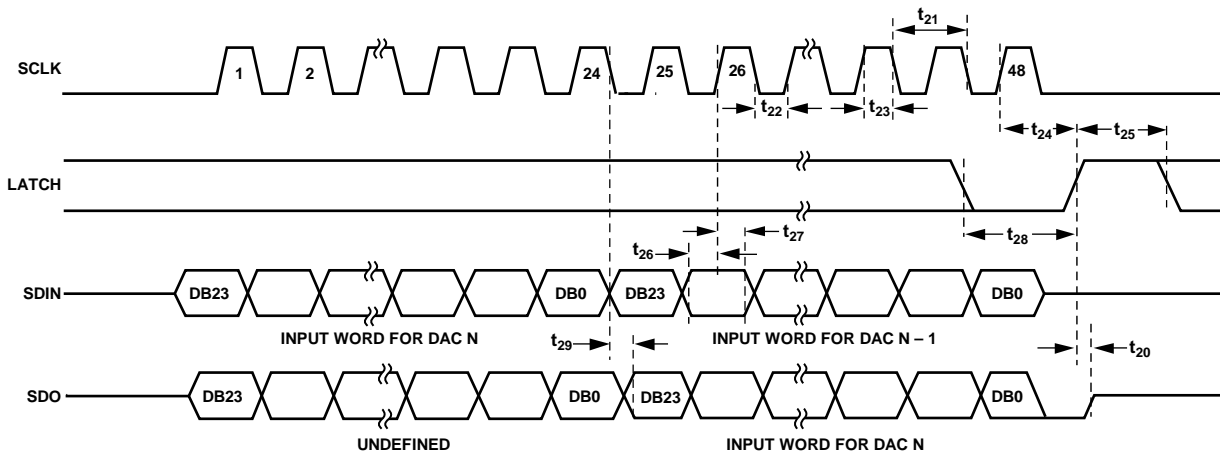 t21
SCLK
1
2
24
25
26
48
t22
t23
t24
t25
LATCH
t28
t27
t26
SDIN
DB23
DB0
DB23
DB0
INPUT WORD FOR DAC N
INPUT WORD FOR DAC N – 1
t29
t20
SDO
DB23
DB0
DB23
DB0
UNDEFINED
INPUT WORD FOR DAC N